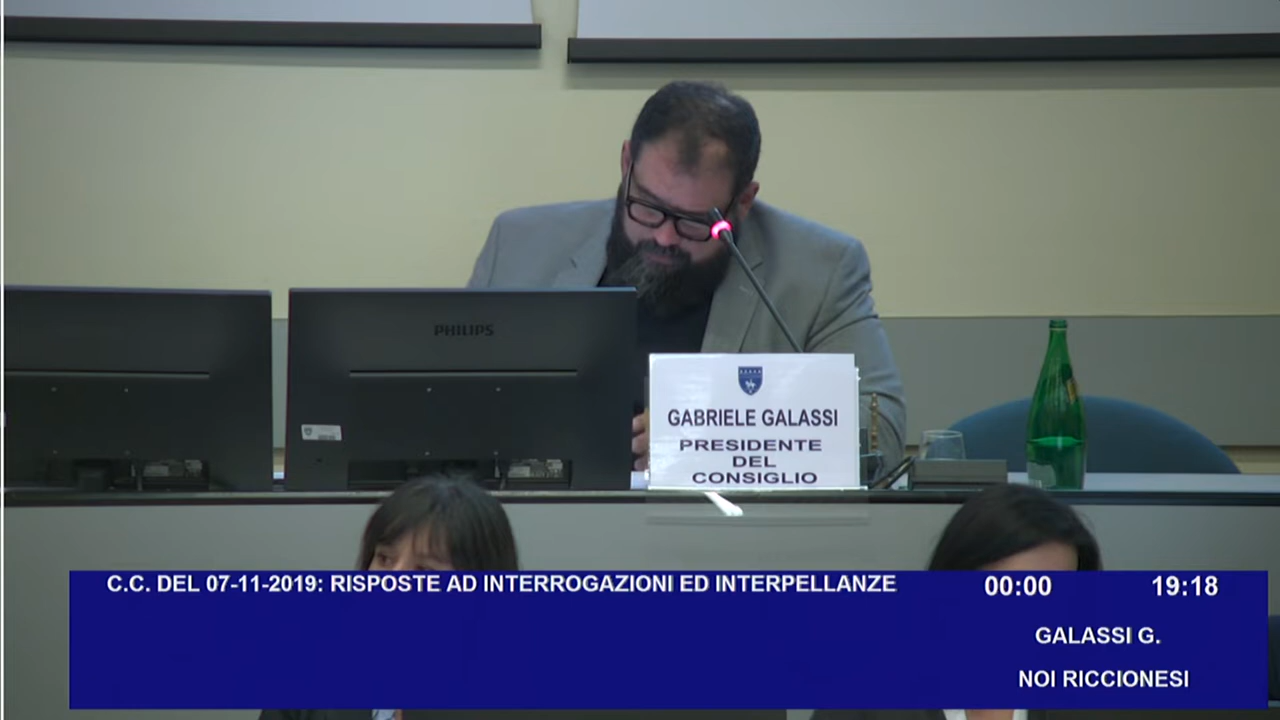 PHILIPS
GABRIELE GALASSI
PRESIDENTE
DEL
CONSIGLIO
C.C. DEL 07-11-2019: RISPOSTE AD INTERROGAZIONI ED INTERPELLANZE
00:00
19:18
GALASSI G.
NOI RICCIONESI